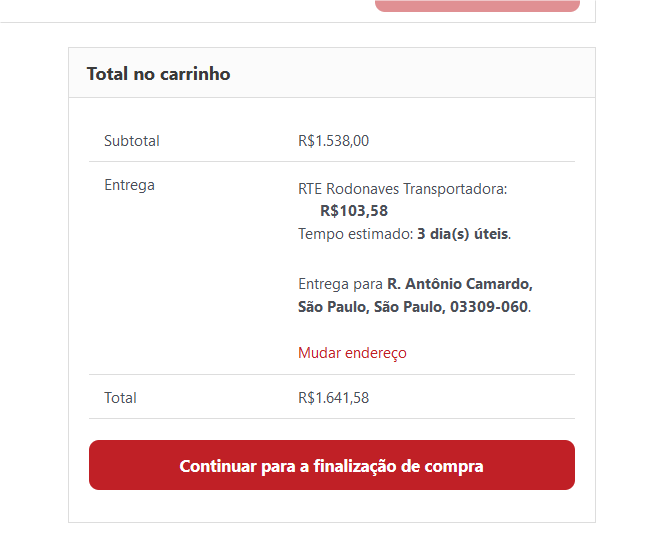 Total no carrinho
Subtotal R$1.538,00
Entrega RTE Rodonaves Transportadora:
R$103,58
Tempo estimado: 3 dia(s) úteis.
Entrega para R. Antônio Camardo,
São Paulo, São Paulo, 03309-060.
Mudar endereço
Total R$1.641,58
Continuar para a finalização de compra